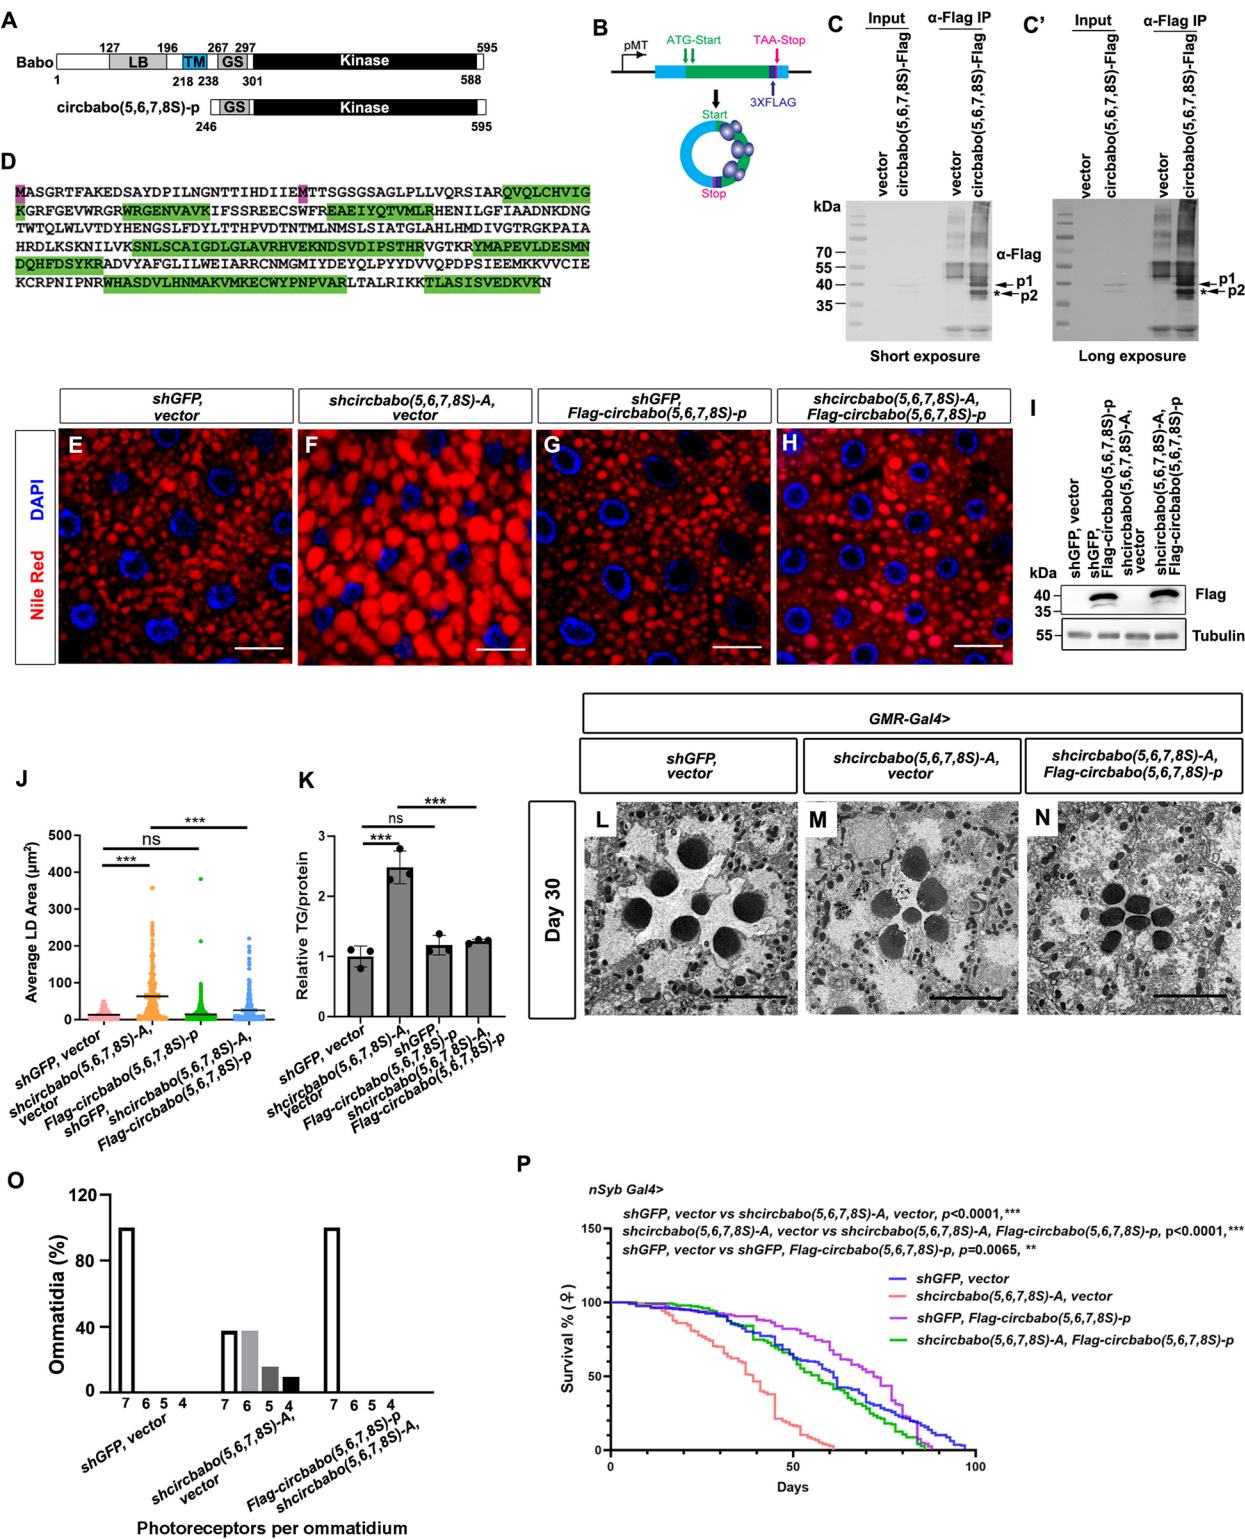 A
127 196 267 297 595
Babo LB TM GS Kinase
1 218 238 301 588
circbabo(5,6,7,8S)-p GS Kinase
246 595
B
pMT ATG-Start TAA-Stop
3XFLAG
Start
Stop
C
Input α-Flag IP
vector
circbabo(5,6,7,8S)-Flag
vector
circbabo(5,6,7,8S)-Flag
kDa
70
55
40
35
α-Flag
p1
*p2
Short exposure
C’
Input α-Flag IP
vector
circbabo(5,6,7,8S)-Flag
vector
circbabo(5,6,7,8S)-Flag
p1
*p2
Long exposure
D
MASGRTFAKEDSAYDPILNGNTTIHDIIEMTTSGSGSAGLPLLVQRSIARQVQLCHVIG
KGRFGEVWRGRWRGENVAVKIFSSREECSWFREAEIYQTVMLRHENILGFIAADNKDNG
TWTQLWLVTDYHENGSLFDYLTTHPVDTNTMLNMSLSIATGLAHLHMDIVGTRGKPAIA
HRDLKSKNILVKSNLSCAIGDLGLAVRHVEKNDSVDIPSTHRVGTKRYMAPEVLDESMN
DQHFDSYKRADVYAFGLILWEIARRCNMGMIYDEYQLPYYDVVQPDPSIEEMKKVVCIE
KCRPNIPNRWHASDVLHNMAKVMKECWYPNPVARLTALRIKKTLASISVEDKVKN
shGFP,
vector
shcircbabo(5,6,7,8S)-A,
vector
shGFP,
Flag-circbabo(5,6,7,8S)-p
shcircbabo(5,6,7,8S)-A,
Flag-circbabo(5,6,7,8S)-p
Nile Red DAPI
E
F
G
H
I
shGFP, vector
shGFP,
Flag-circbabo(5,6,7,8S)-p
shcircbabo(5,6,7,8S)-A,
vector
shcircbabo(5,6,7,8S)-A,
Flag-circbabo(5,6,7,8S)-p
kDa
40
35
Flag
55
Tubulin
J
Average LD Area (μm²)
500
400
300
200
100
0
***
ns
***
shGFP, vector
shcircbabo(5,6,7,8S)-A,
vector
Flag-circbabo(5,6,7,8S)-p
shGFP,
shcircbabo(5,6,7,8S)-A,
Flag-circbabo(5,6,7,8S)-p
K
Relative TG/protein
3
2
1
0
***
ns
***
shGFP, vector
shcircbabo(5,6,7,8S)-A,
vector
shGFP,
Flag-circbabo(5,6,7,8S)-p
shcircbabo(5,6,7,8S)-A,
Flag-circbabo(5,6,7,8S)-p
GMR-Gal4>
shGFP,
vector
shcircbabo(5,6,7,8S)-A,
vector
shcircbabo(5,6,7,8S)-A,
Flag-circbabo(5,6,7,8S)-p
Day 30
L
M
N
O
Ommatidia (%)
120
80
40
0
7 6 5 4 7 6 5 4 7 6 5 4
shGFP, vector
shcircbabo(5,6,7,8S)-A,
vector
Flag-circbabo(5,6,7,8S)-p
shcircbabo(5,6,7,8S)-A,
Photoreceptors per ommatidium
P
nSyb Gal4>
shGFP, vector vs shcircbabo(5,6,7,8S)-A, vector, p<0.0001,***
shcircbabo(5,6,7,8S)-A, vector vs shcircbabo(5,6,7,8S)-A, Flag-circbabo(5,6,7,8S)-p, p<0.0001,***
shGFP, vector vs shGFP, Flag-circbabo(5,6,7,8S)-p, p=0.0065, **
Survival % (♀)
150
100
50
0
shGFP, vector
shcircbabo(5,6,7,8S)-A, vector
shGFP, Flag-circbabo(5,6,7,8S)-p
shcircbabo(5,6,7,8S)-A, Flag-circbabo(5,6,7,8S)-p
0 50 100
Days